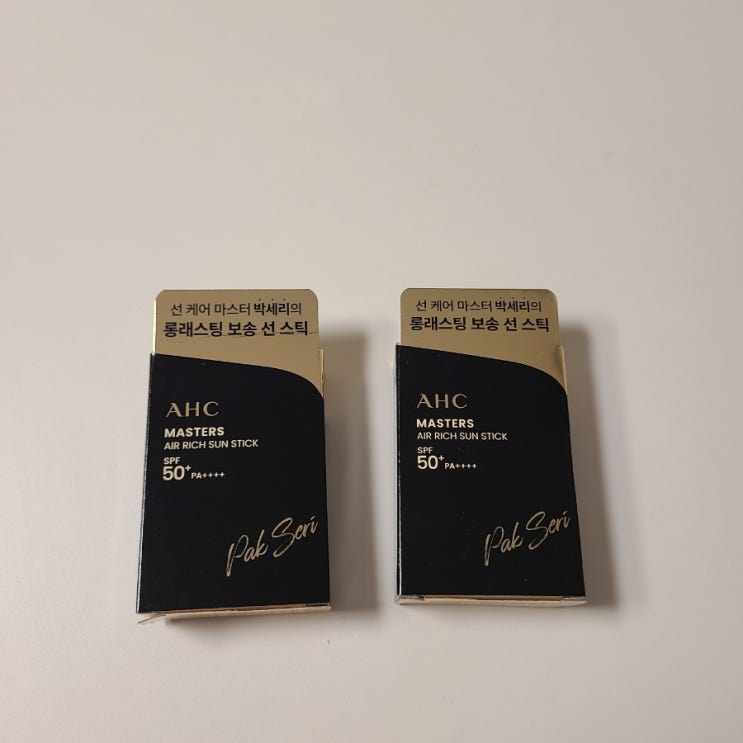 선 케어 마스터 박세리의
롱래스팅 보송 선 스틱
AHC
MASTERS
AIR RICH SUN STICK
SPF
50+ PA++++
Pak Seri
선 케어 마스터 박세리의
롱래스팅 보송 선 스틱
AHC
MASTERS
AIR RICH SUN STICK
SPF
50+ PA++++
Pak Seri